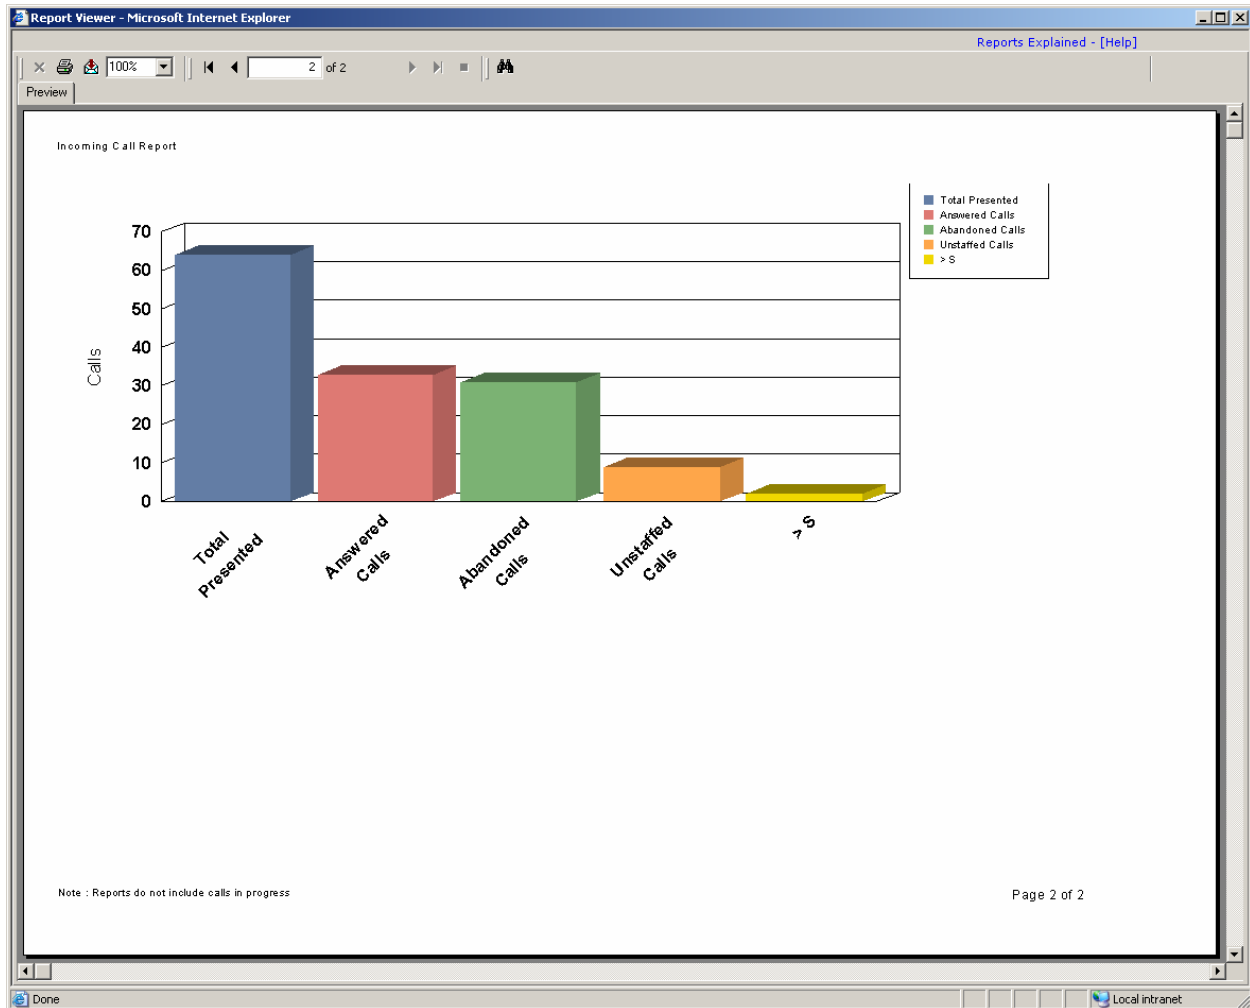 Report Viewer - Microsoft Internet Explorer
Reports Explained - [Help]
100%
2 of 2
Preview
Incoming Call Report
Total Presented
Answered Calls
Abandoned Calls
Unstaffed Calls
> S
70
60
50
40
30
20
10
0
Calls
Total
Presented
Answered
Calls
Abandoned
Calls
Unstaffed
Calls
> S
Note : Reports do not include calls in progress
Page 2 of 2
Done
Local intranet